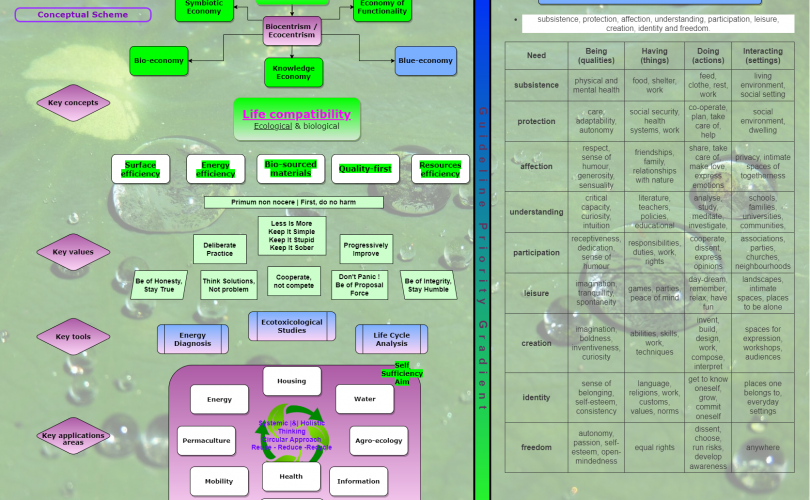 Conceptual Scheme
Symbiotic
Economy
Economy of
Functionality
Biocentrism /
Ecocentrism
Bio-economy
Blue-economy
Knowledge
Economy
Key concepts
Life compatibility
Ecological & biological
Surface
efficiency
Energy
efficiency
Bio-sourced
materials
Quality-first
Resources
efficiency
Primum non nocere | First, do no harm
Key values
Deliberate
Practice
Less is More
Keep It Simple
Keep It Stupid
Keep It Sober
Progressively
Improve
Be of Honesty,
Stay True
Think Solutions,
Not problem
Cooperate,
not compete
Don't Panic !
Be of Proposal
Force
Be of Integrity,
Stay Humble
Key tools
Energy
Diagnosis
Ecotoxicological
Studies
Life Cycle
Analysis
Self
Sufficiency
Aim
Key applications
areas
Housing
Energy
Water
Permaculture
Systemic |&| Holistic
Thinking
Circular Approach
Reuse - Reduce -Recycle
Agro-ecology
Mobility
Health
Information
Guideline Priority Gradient
subsistence, protection, affection, understanding, participation, leisure,
creation, identity and freedom.
Need
Being
(qualities)
Having
(things)
Doing
(actions)
Interacting
(settings)
subsistence
physical and
mental health
food, shelter,
work
feed,
clothe, rest,
work
living
environment,
social setting
protection
care,
adaptability,
autonomy
social security,
health
systems, work
co-operate,
plan, take
care of,
help
social
environment,
dwelling
affection
respect,
sense of
humour,
generosity,
sensuality
friendships,
family,
relationships
with nature
share, take
care of,
make love
express
emotions
privacy, intimate
spaces of
togetherness
understanding
critical
capacity,
curiosity,
intuition
literature,
teachers,
policies,
educational
analyse,
study,
meditate,
investigate,
schools,
families,
universities,
communities,
participation
receptiveness,
dedication,
sense of
humour
responsibilities,
duties, work,
rights
cooperate,
dissent,
express
opinions
associations,
parties,
churches,
neighbourhoods
leisure
imagination,
tranquillity,
spontaneity
games, parties,
peace of mind
day-dream,
remember,
relax, have
fun
landscapes,
intimate
spaces, places
to be alone
creation
imagination,
boldness,
inventiveness,
curiosity
abilities, skills,
work,
techniques
invent,
build,
design,
work,
compose,
interpret
spaces for
expression,
workshops,
audiences
identity
sense of
belonging,
self-esteem,
consistency
language,
religions, work,
customs,
values, norms
get to know
oneself,
grow,
commit
oneself
places one
belongs to,
everyday
settings
freedom
autonomy,
passion, self-
esteem, open-
mindedness
equal rights
dissent,
choose,
run risks,
develop
awareness
anywhere